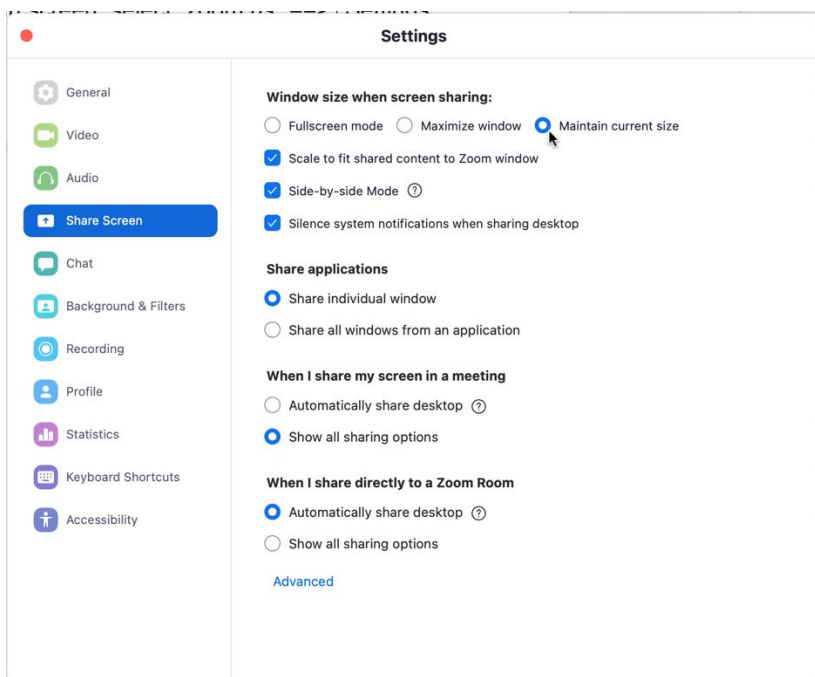 Settings
General
Video
Audio
Share Screen
Chat
Background & Filters
Recording
Profile
Statistics
Keyboard Shortcuts
Accessibility
Window size when screen sharing:
Fullscreen mode Maximize window Maintain current size
Scale to fit shared content to Zoom window
Side-by-side Mode ?
Silence system notifications when sharing desktop
Share applications
Share individual window
Share all windows from an application
When I share my screen in a meeting
Automatically share desktop ?
Show all sharing options
When I share directly to a Zoom Room
Automatically share desktop ?
Show all sharing options
Advanced